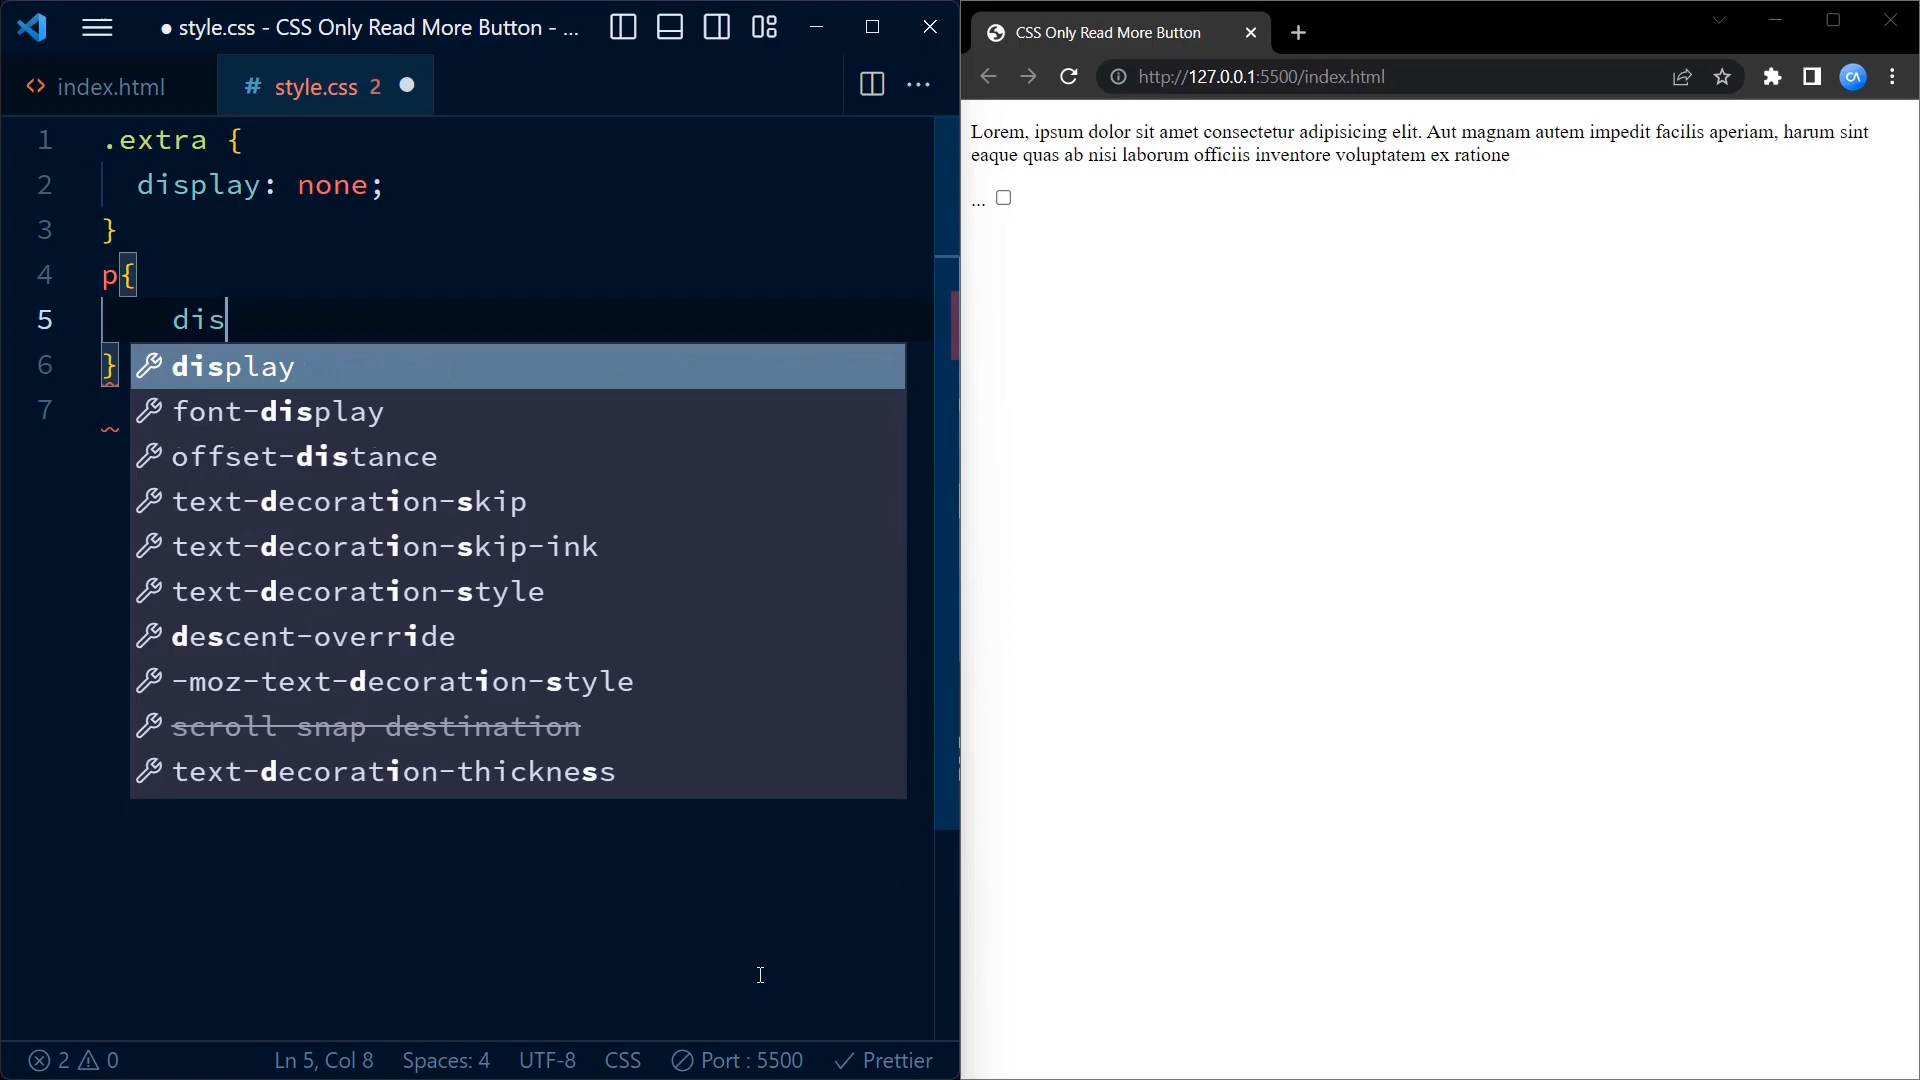 style.css - CSS Only Read More Button - ...
index.html
# style.css 2
1 .extra {
2 display: none;
3 }
4 p{
5 dis
6 }
7
display
font-display
offset-distance
text-decoration-skip
text-decoration-skip-ink
text-decoration-style
descent-override
-moz-text-decoration-style
scroll-snap-destination
text-decoration-thickness
2 0 Ln 5, Col 8 Spaces: 4 UTF-8 CSS Port : 5500 Prettier
CSS Only Read More Button
http://127.0.0.1:5500/index.html
CA
Lorem, ipsum dolor sit amet consectetur adipisicing elit. Aut magnam autem impedit facilis aperiam, harum sint
eaque quas ab nisi laborum officiis inventore voluptatem ex ratione
...